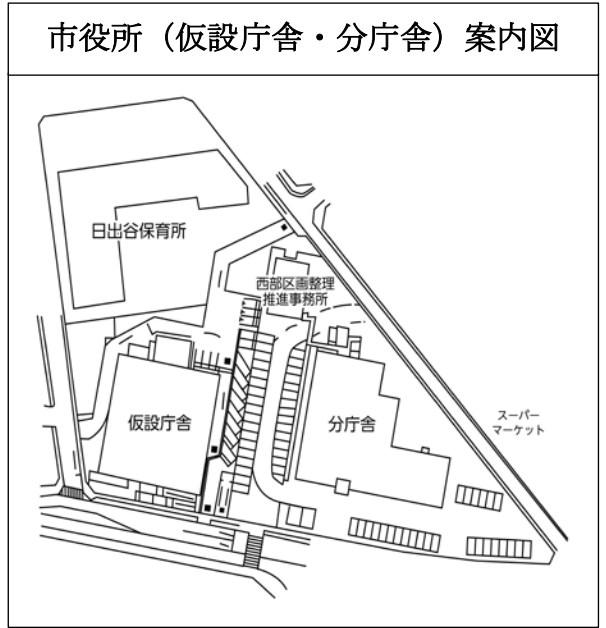 市役所（仮設庁舎・分庁舎）案内図
日出谷保育所
西部区画整理
推進事務所
仮設庁舎
分庁舎
スーパー
マーケット